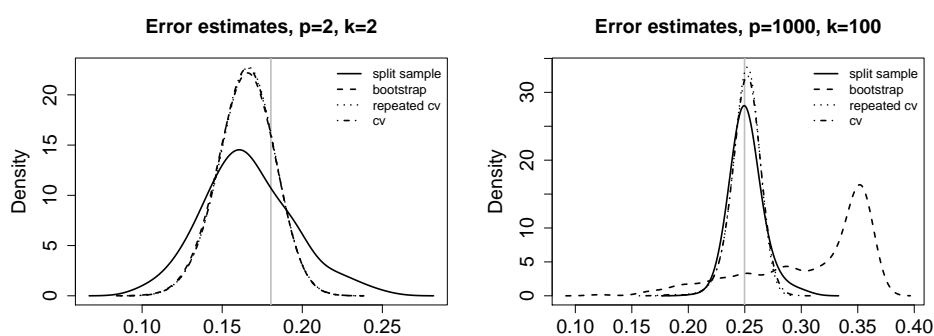 Error estimates, p=2, k=2
Density
0 5 10 15 20
0.10 0.15 0.20 0.25
split sample
bootstrap
repeated cv
cv
Error estimates, p=1000, k=100
Density
0 5 10 20 30
0.10 0.15 0.20 0.25 0.30 0.35 0.40
split sample
bootstrap
repeated cv
cv